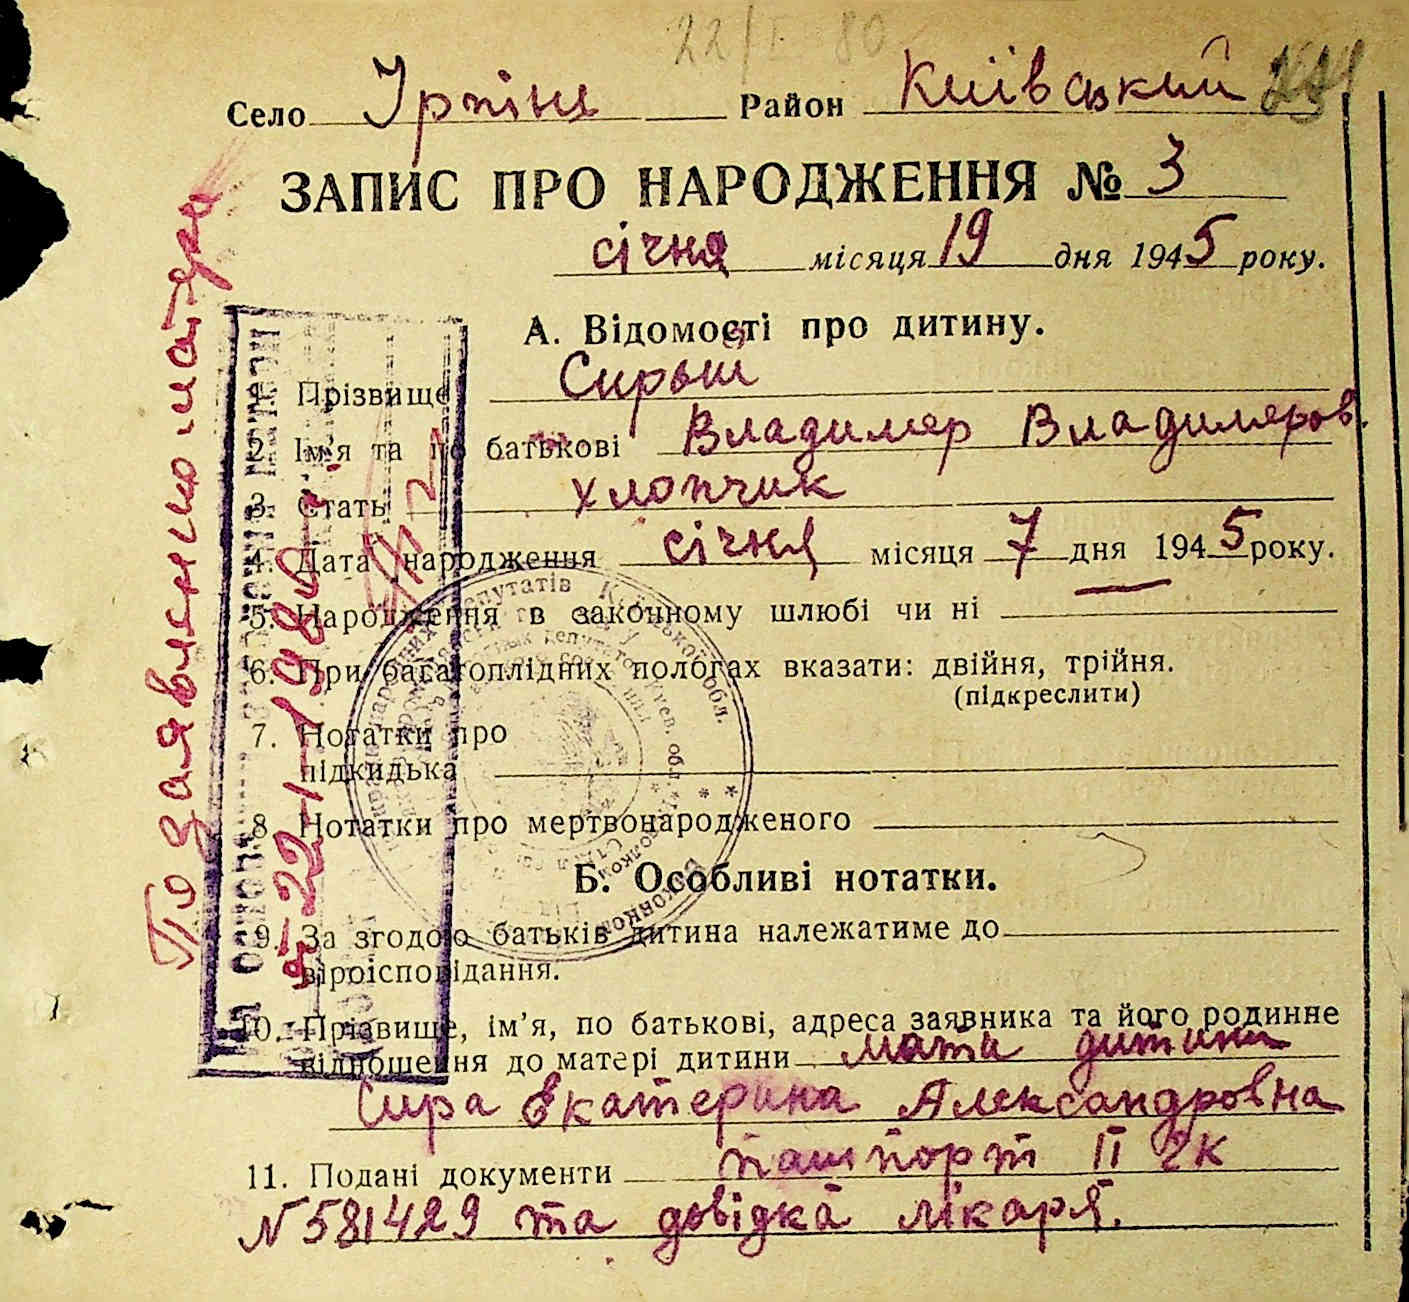 22/I 80
Село Ірпінь Район Київський
ЗАПИС ПРО НАРОДЖЕННЯ № 3
січня місяця 19 дня 1945 року.
А. Відомості про дитину.
1. Прізвище Сирый
2. Ім'я та по батькові Владимир Владимиров.
3. Стать хлопчик
4. Дата народження січня місяця 7 дня 1945 року.
5. Народження в законному шлюбі чи ні
6. При багатоплідних пологах вказати: двійня, трійня.
(підкреслити)
7. Нотатки про
підкидька
8. Нотатки про мертвонародженого
Б. Особливі нотатки.
9. За згодою батьків дитина належатиме до
віроісповідання.
10. Прізвище, ім'я, по батькові, адреса заявника та його родинне
відношення до матері дитини мати дитини
Сира Екатерина Александровна
11. Подані документи пашпорт II ЧК
N 581429 та довідка лікаря.
По заявлению матери
22-I-1980